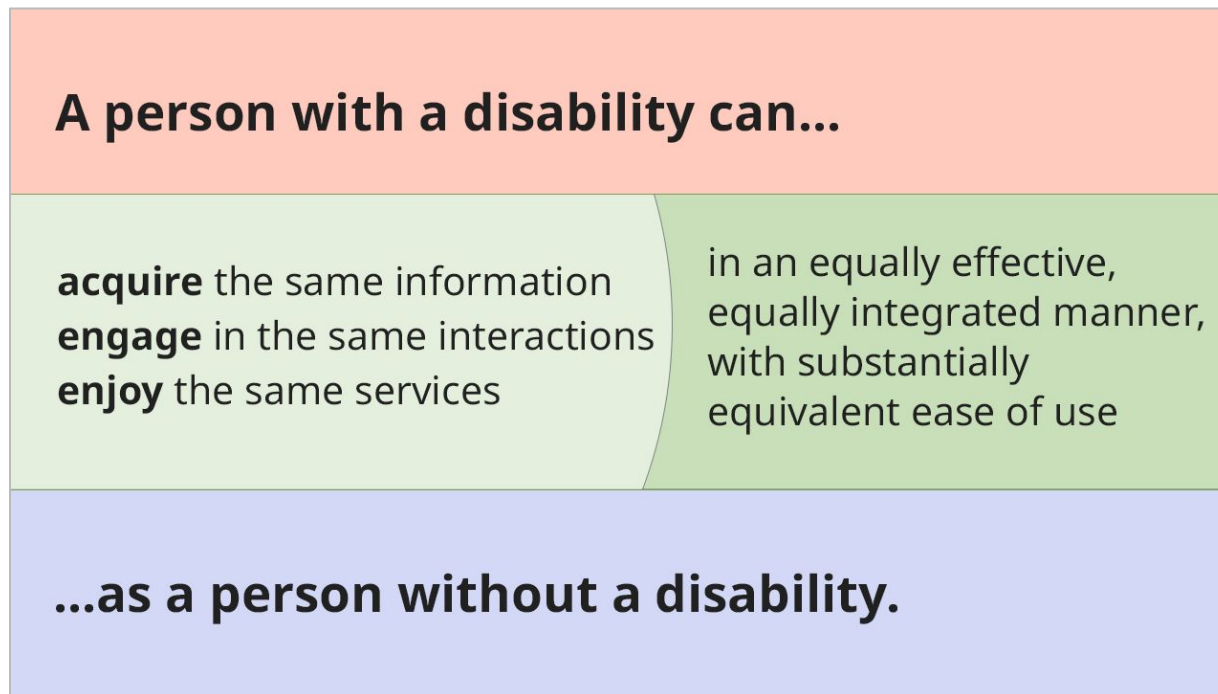 A person with a disability can...
acquire the same information
engage in the same interactions
enjoy the same services
in an equally effective,
equally integrated manner,
with substantially
equivalent ease of use
...as a person without a disability.